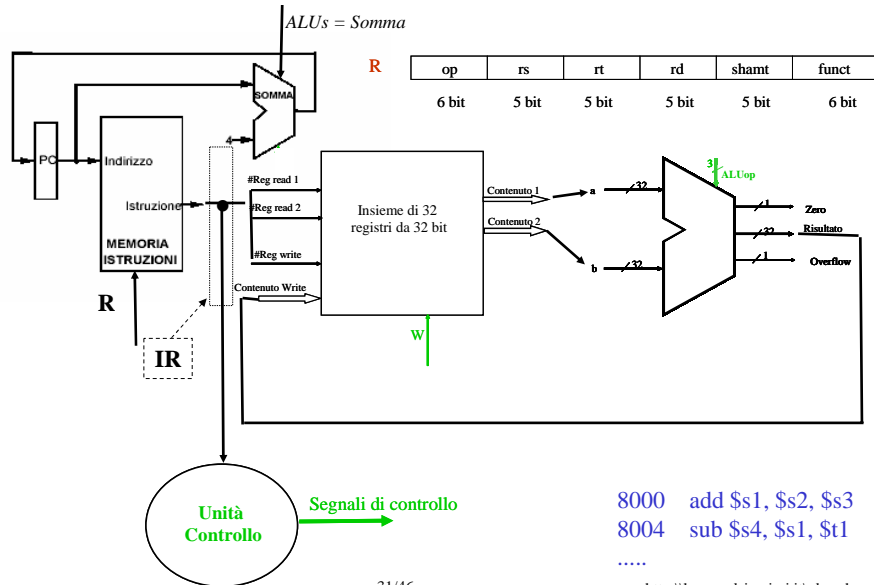 ALUs = Somma
R
op rs rt rd shamt funct
6 bit 5 bit 5 bit 5 bit 5 bit 6 bit
SOMMA
4
PC
Indirizzo
Istruzione
MEMORIA
ISTRUZIONI
R
IR
#Reg read 1
#Reg read 2
#Reg write
Contenuto Write
Insieme di 32
registri da 32 bit
W
Contenuto 1
Contenuto 2
a
b
32
32
3
ALUop
1
Zero
32
Risultato
1
Overflow
Unità
Controllo
Segnali di controllo
8000 add $s1, $s2, $s3
8004 sub $s4, $s1, $t1
.....